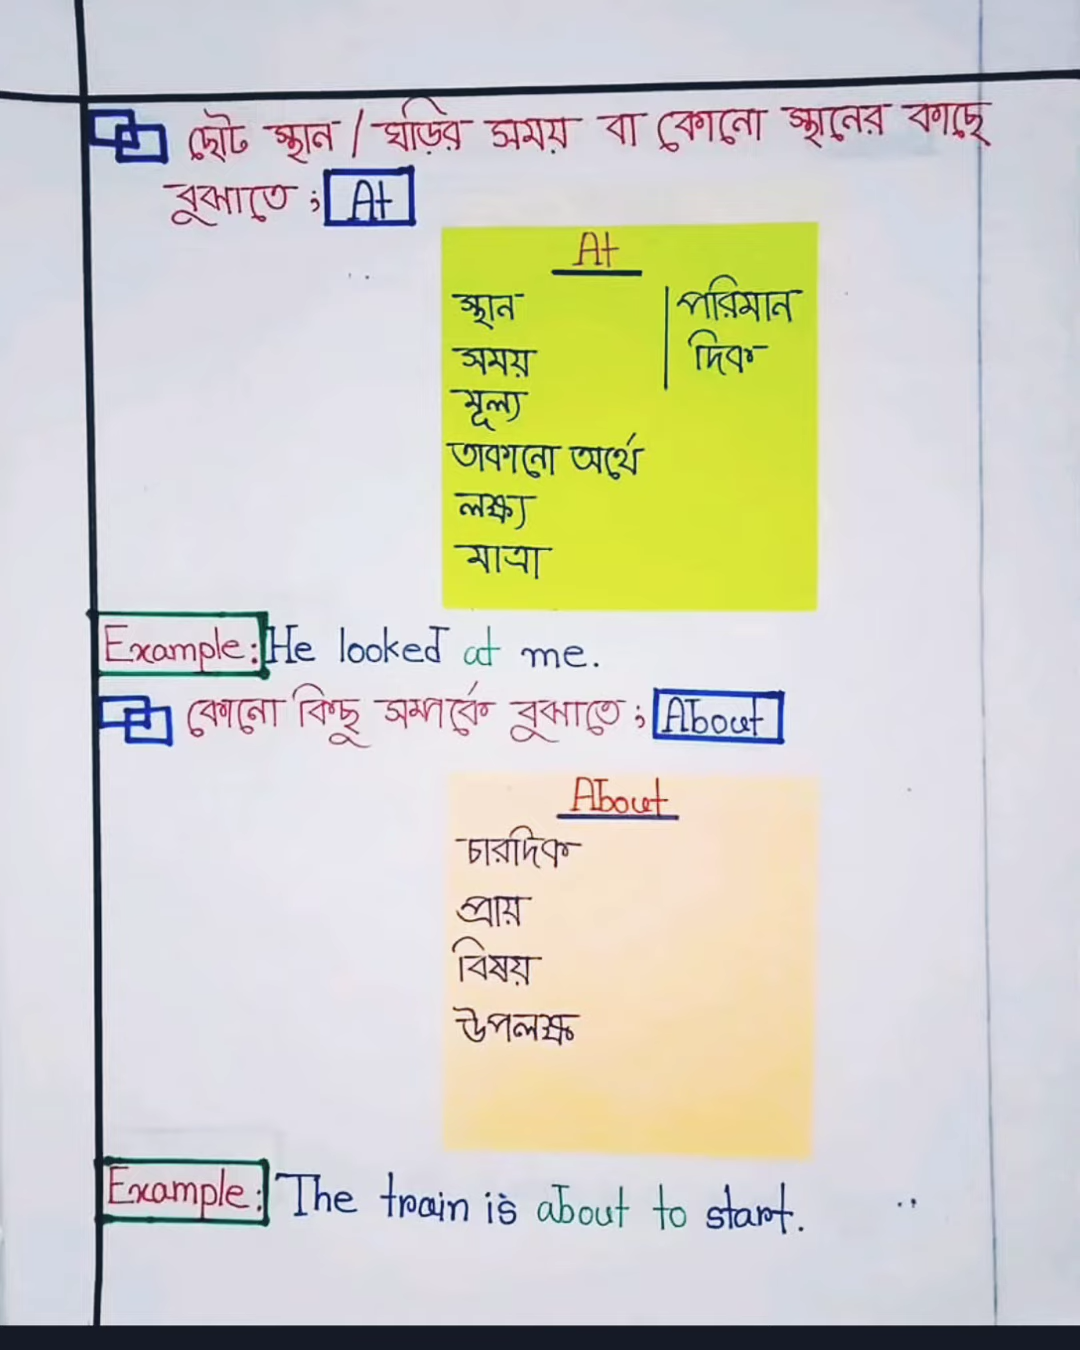 ছোট স্থান / ঘড়ির সময় বা কোনো স্থানের কাছে
বুঝাতে ; At
At
স্থান | পরিমান
সময় | দিক
মূল্য
তাকানো অর্থে
লক্ষ্য
মাত্রা
Example: He looked at me.
কোনো কিছু সম্পর্কে বুঝাতে ; About
About
চারদিক
প্রায়
বিষয়
উপলক্ষ
Example: The train is about to start.